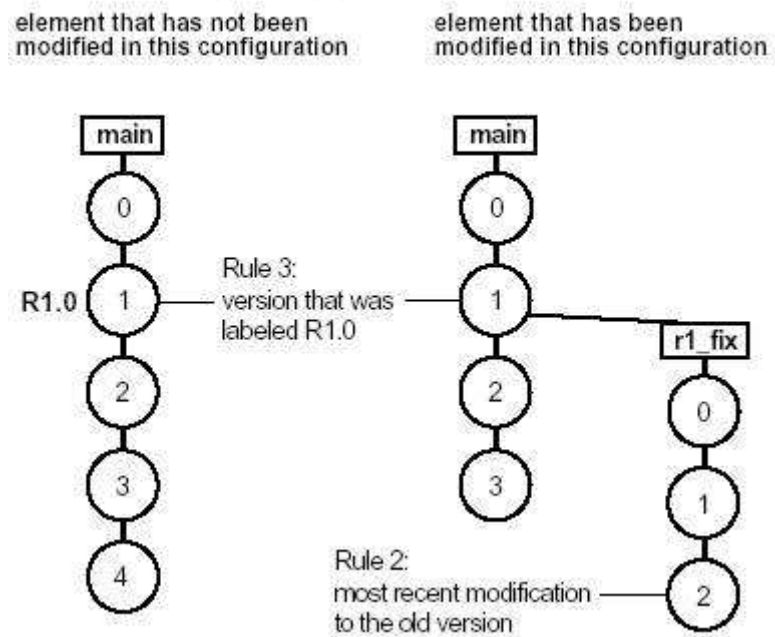 element that has not been
modified in this configuration
element that has been
modified in this configuration
main
0
R1.0
1
2
3
4
Rule 3:
version that was
labeled R1.0
main
0
1
2
3
r1_fix
0
1
2
Rule 2:
most recent modification
to the old version